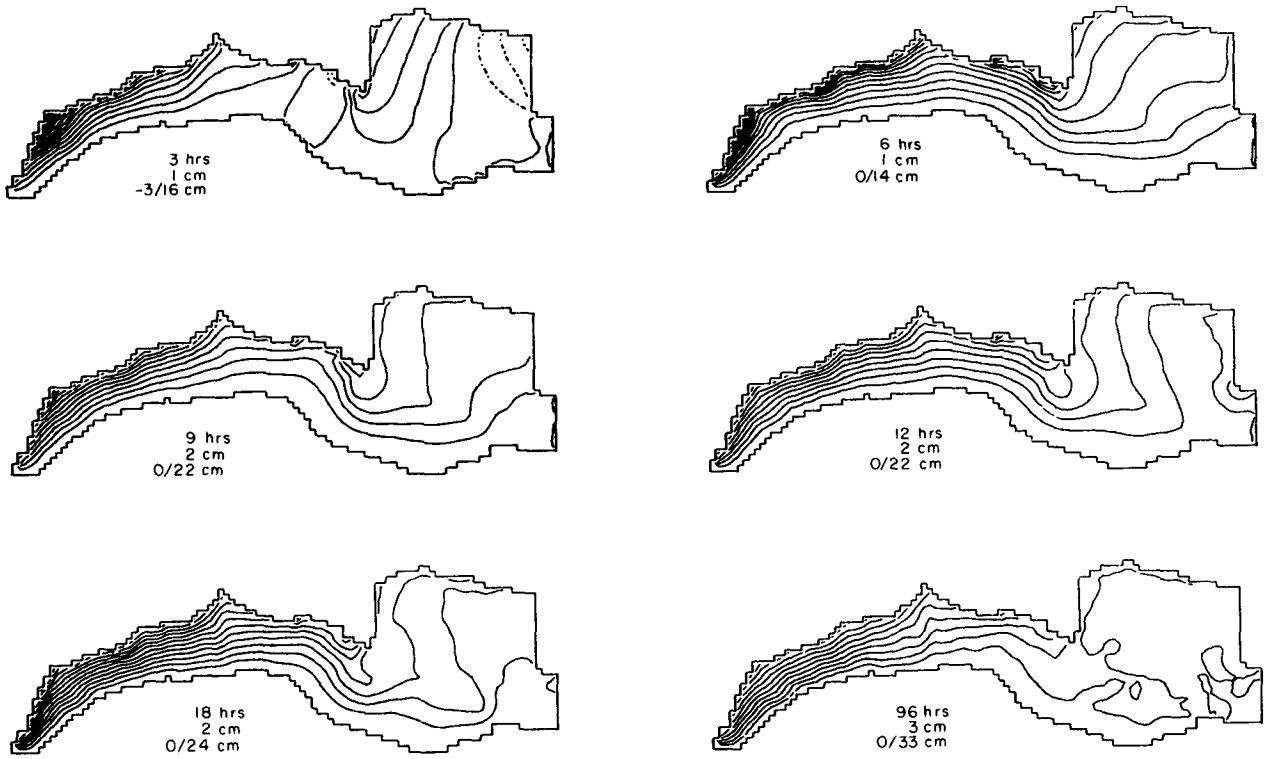 3 hrs
1 cm
-3/16 cm
6 hrs
1 cm
0/14 cm
9 hrs
2 cm
0/22 cm
12 hrs
2 cm
0/22 cm
18 hrs
2 cm
0/24 cm
96 hrs
3 cm
0/33 cm